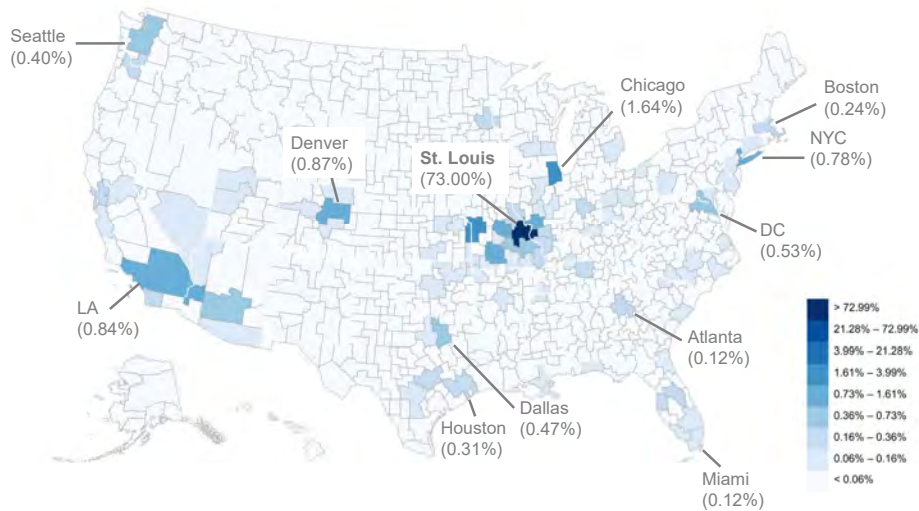 Seattle
(0.40%)
Chicago
(1.64%)
Boston
(0.24%)
NYC
(0.78%)
Denver
(0.87%)
St. Louis
(73.00%)
DC
(0.53%)
LA
(0.84%)
Atlanta
(0.12%)
Dallas
(0.47%)
Houston
(0.31%)
Miami
(0.12%)
> 72.99%
21.28% – 72.99%
3.99% – 21.28%
1.61% – 3.99%
0.73% – 1.61%
0.36% – 0.73%
0.16% – 0.36%
0.06% – 0.16%
< 0.06%